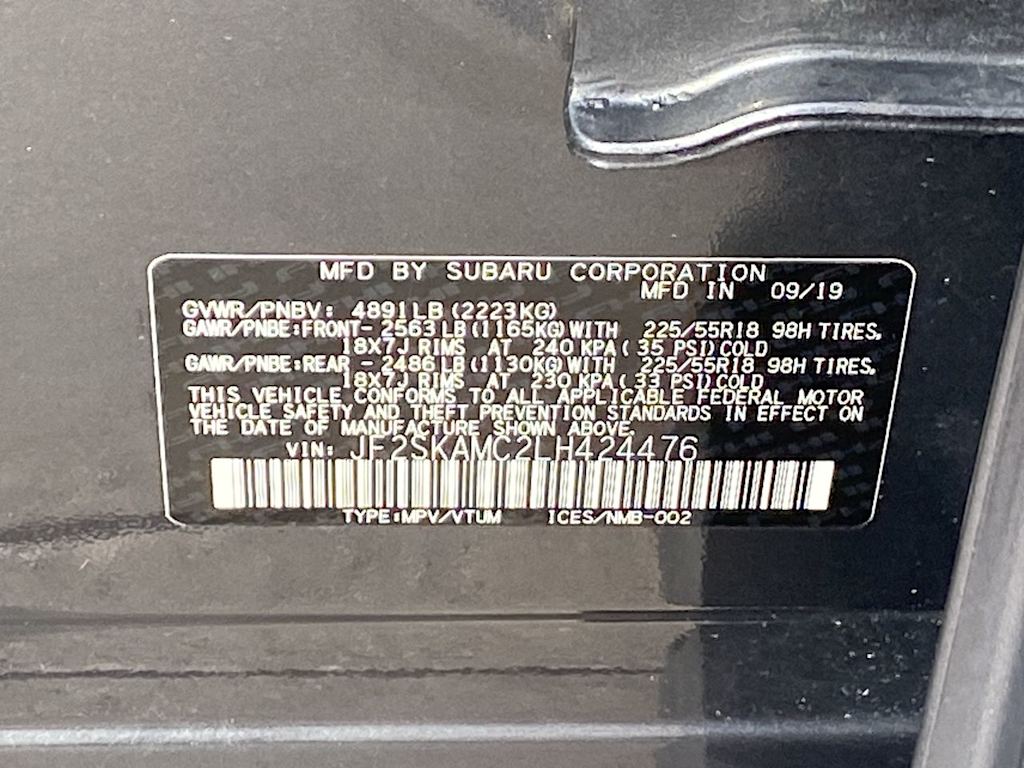 MFD BY SUBARU CORPORATION
MFD IN 09/19
GVWR/PNBV: 4891LB (2223KG)
GAWR/PNBE:FRONT- 2563LB (1165KG) WITH 225/55R18 98H TIRES,
18X7J RIMS AT 240 KPA ( 35 PSI) COLD
GAWR/PNBE:REAR - 2486LB (1130KG) WITH 225/55R18 98H TIRES,
18X7J RIMS AT 230 KPA ( 33 PSI) COLD
THIS VEHICLE CONFORMS TO ALL APPLICABLE FEDERAL MOTOR
VEHICLE SAFETY AND THEFT PREVENTION STANDARDS IN EFFECT ON
THE DATE OF MANUFACTURE SHOWN ABOVE.
VIN: JF2SKAMC2LH424476
TYPE:MPV/VTUM ICES/NMB-002